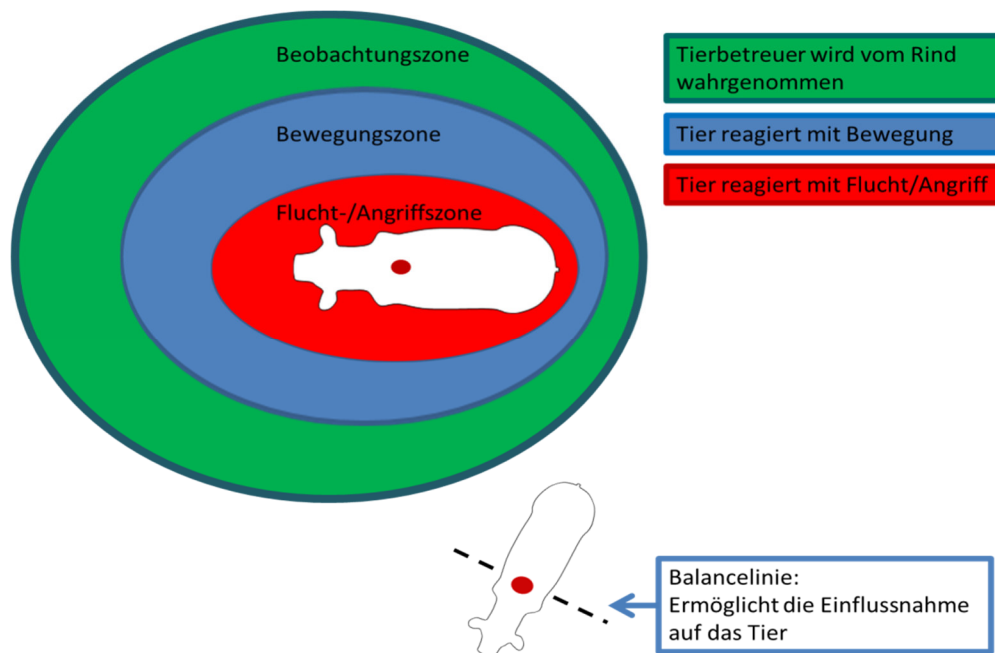 Beobachtungszone
Bewegungszone
Flucht-/Angriffszone
Tierbetreuer wird vom Rind
wahrgenommen
Tier reagiert mit Bewegung
Tier reagiert mit Flucht/Angriff
Balancelinie:
Ermöglicht die Einflussnahme
auf das Tier